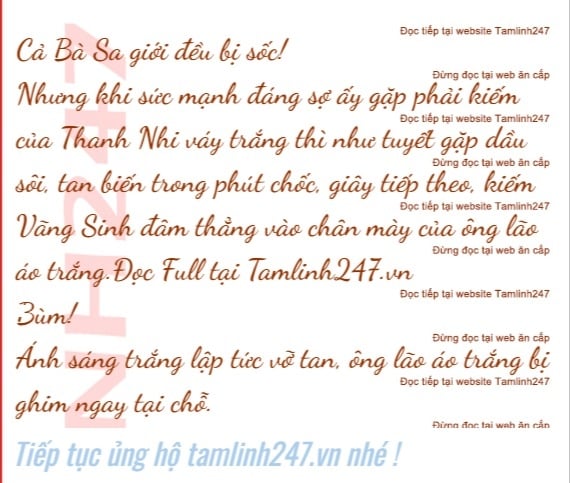 Đọc tiếp tại website Tamlinh247
Cả Bà Sa giới đều bị sốc!
Đừng đọc tại web ăn cắp
Nhưng khi sức mạnh đáng sợ ấy gặp phải kiếm
Đọc tiếp tại website Tamlinh247
của Thanh Nhi váy trắng thì như tuyết gặp dầu
Đừng đọc tại web ăn cắp
sôi, tan biến trong phút chốc, giây tiếp theo, kiếm
Đọc tiếp tại website Tamlinh247
Vãng Sinh đâm thẳng vào chân mày của ông lão
Đừng đọc tại web ăn cắp
áo trắng.Đọc Full tại Tamlinh247.vn
Đọc tiếp tại website Tamlinh247
Bùm!
Đừng đọc tại web ăn cắp
Ánh sáng trắng lập tức vỡ tan, ông lão áo trắng bị
Đọc tiếp tại website Tamlinh247
ghim ngay tại chỗ.
Đừng đọc tại web ăn cắp
NH247
Tiếp tục ủng hộ tamlinh247.vn nhé !